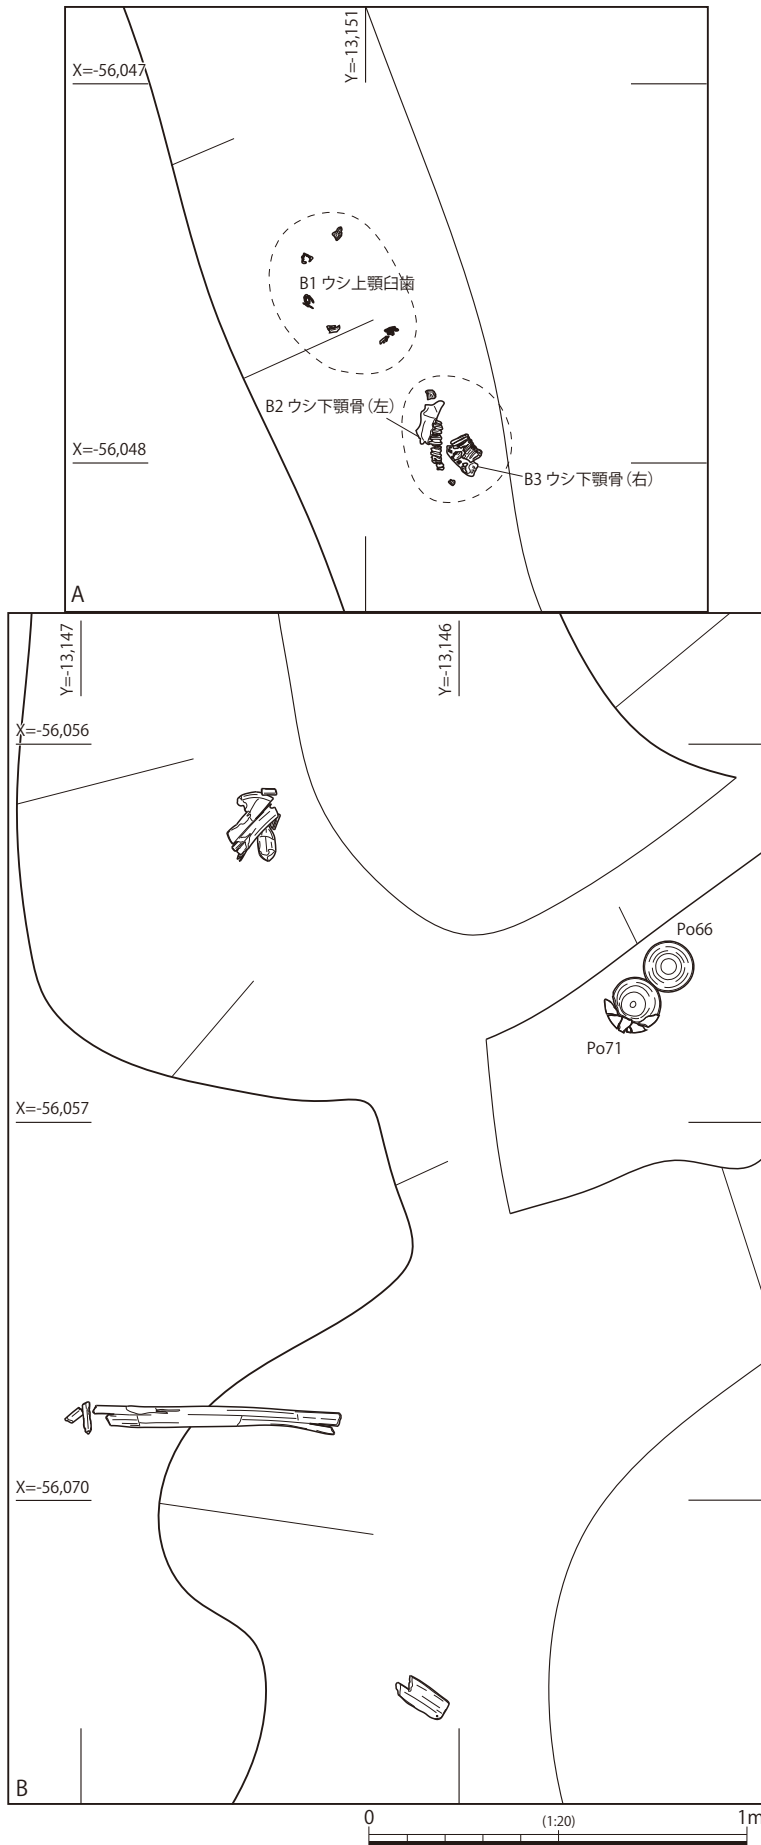 Y=-13,151
X=-56,047
B1 ウシ上顎臼歯
B2 ウシ下顎骨（左）
X=-56,048
B3 ウシ下顎骨（右）
A
Y=-13,147
Y=-13,146
X=-56,056
Po66
Po71
X=-56,057
X=-56,070
B
0
(1:20)
1m